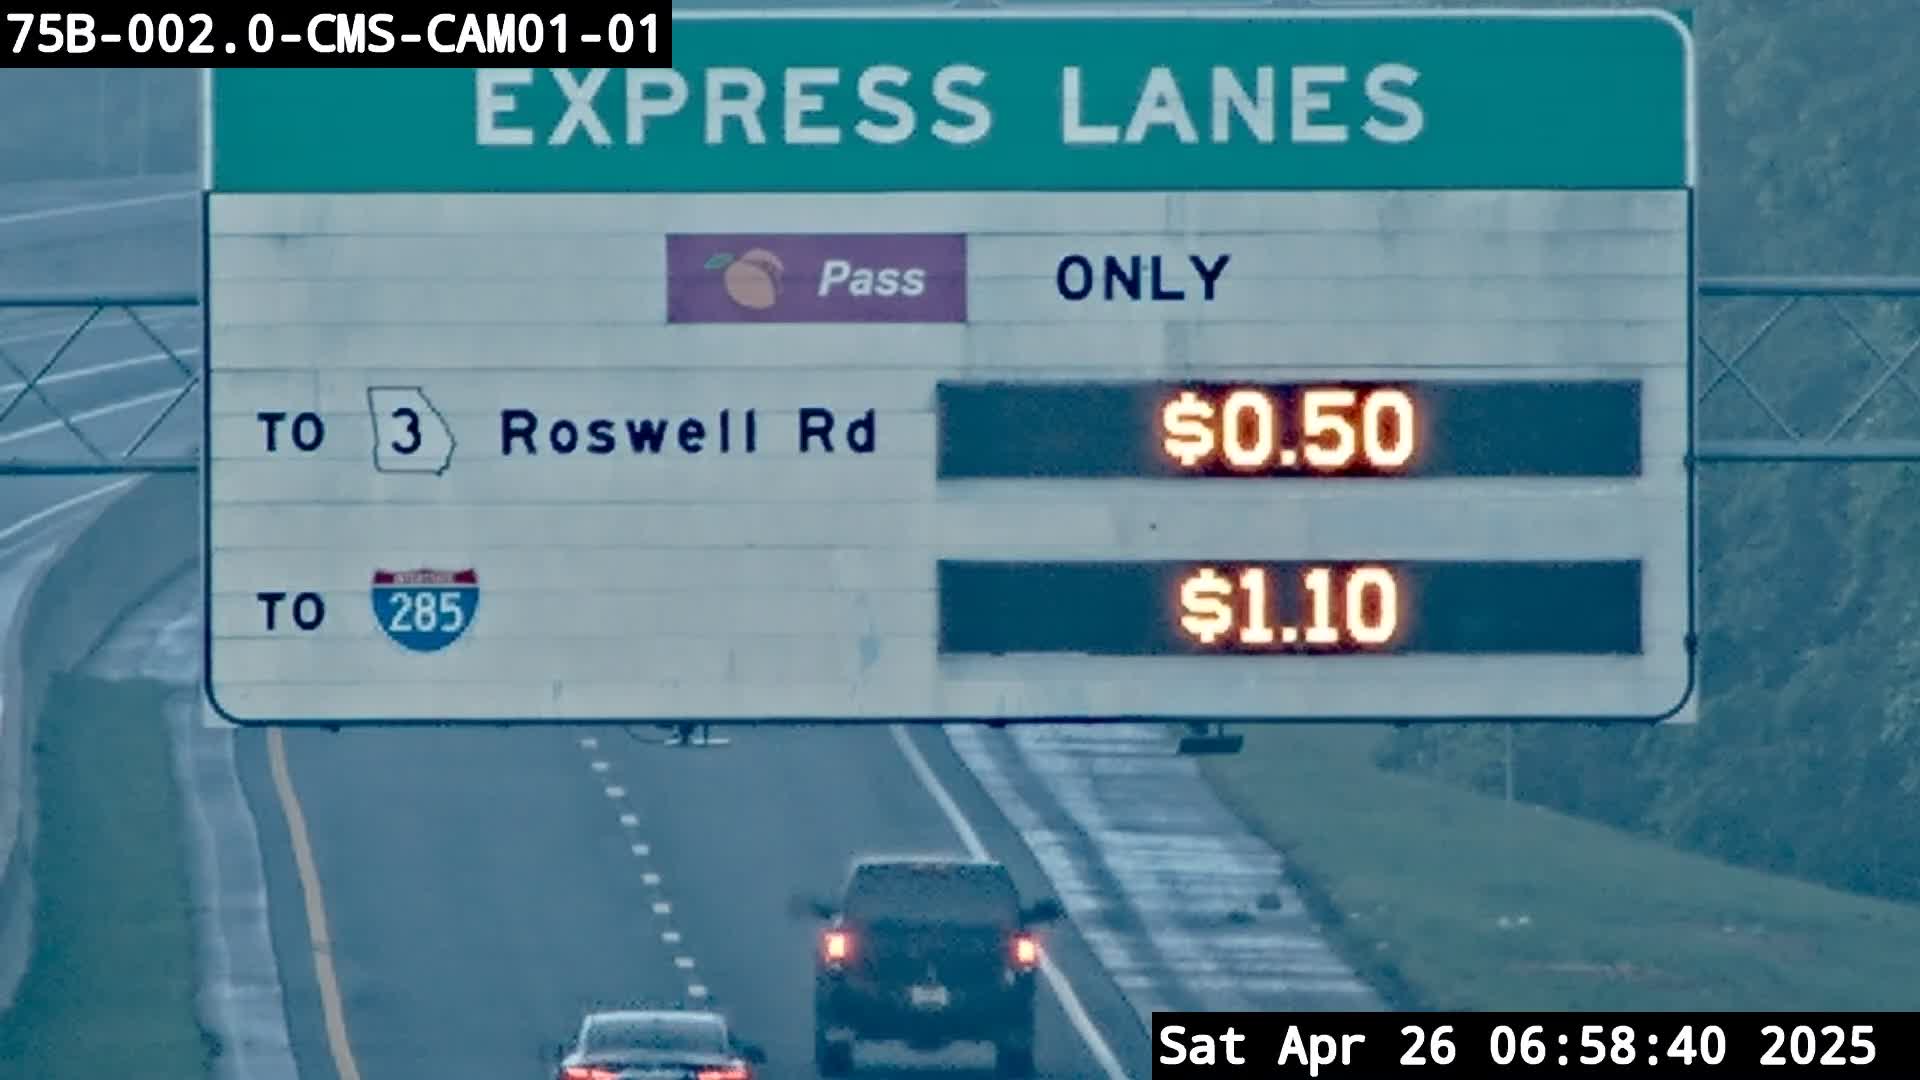 75B-002.0-CMS-CAM01-01
EXPRESS LANES
Pass ONLY
TO 3 Roswell Rd $0.50
INTERSTATE
TO 285 $1.10
Sat Apr 26 06:58:40 2025